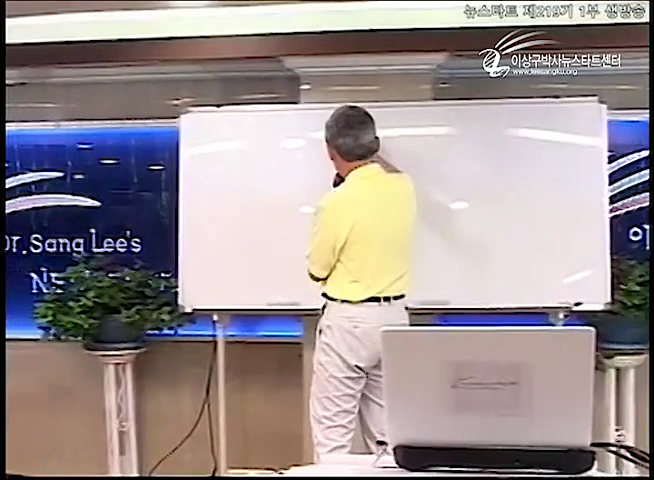 뉴스타트 제219기 1부 생방송
이상구박사뉴스타트센터
www.leesangku.org
Dr.Sang Lee's
N
이